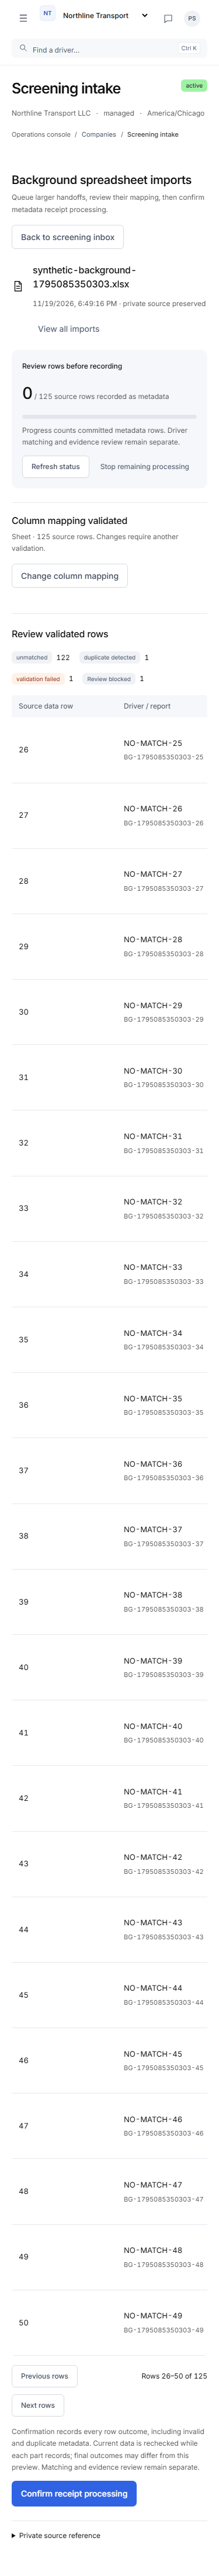 NT Northline Transport PS
Find a driver... Ctrl K
Screening intake active
Northline Transport LLC · managed · America/Chicago
Operations console / Companies / Screening intake
Background spreadsheet imports
Queue larger handoffs, review their matching, then confirm
metadata receipt processing.
Back to screening inbox
synthetic-background-
1795085350303.xlsx
11/19/2026, 6:49:16 PM · private source preserved
View all imports
Review rows before recording
0 / 125 source rows recorded as metadata
Progress counts committed metadata rows. Driver
matching and evidence review remain separate.
Refresh status Stop remaining processing
Column mapping validated
Sheet · 125 source rows. Changes require another
validation.
Change column mapping
Review validated rows
unmatched 122 duplicate detected 1
validation failed 1 Review blocked 1
Source data row Driver / report
26 NO-MATCH-25
BG-1795085350303-25
27 NO-MATCH-26
BG-1795085350303-26
28 NO-MATCH-27
BG-1795085350303-27
29 NO-MATCH-28
BG-1795085350303-28
30 NO-MATCH-29
BG-1795085350303-29
31 NO-MATCH-30
BG-1795085350303-30
32 NO-MATCH-31
BG-1795085350303-31
33 NO-MATCH-32
BG-1795085350303-32
34 NO-MATCH-33
BG-1795085350303-33
35 NO-MATCH-34
BG-1795085350303-34
36 NO-MATCH-35
BG-1795085350303-35
37 NO-MATCH-36
BG-1795085350303-36
38 NO-MATCH-37
BG-1795085350303-37
39 NO-MATCH-38
BG-1795085350303-38
40 NO-MATCH-39
BG-1795085350303-39
41 NO-MATCH-40
BG-1795085350303-40
42 NO-MATCH-41
BG-1795085350303-41
43 NO-MATCH-42
BG-1795085350303-42
44 NO-MATCH-43
BG-1795085350303-43
45 NO-MATCH-44
BG-1795085350303-44
46 NO-MATCH-45
BG-1795085350303-45
47 NO-MATCH-46
BG-1795085350303-46
48 NO-MATCH-47
BG-1795085350303-47
49 NO-MATCH-48
BG-1795085350303-48
50 NO-MATCH-49
BG-1795085350303-49
Previous rows Rows 26–50 of 125
Next rows
Confirmation records every row outcome, including invalid
and duplicate metadata. Current data is rechecked while
each part records; final outcomes may differ from this
preview. Matching and evidence review remain separate.
Confirm receipt processing
Private source reference